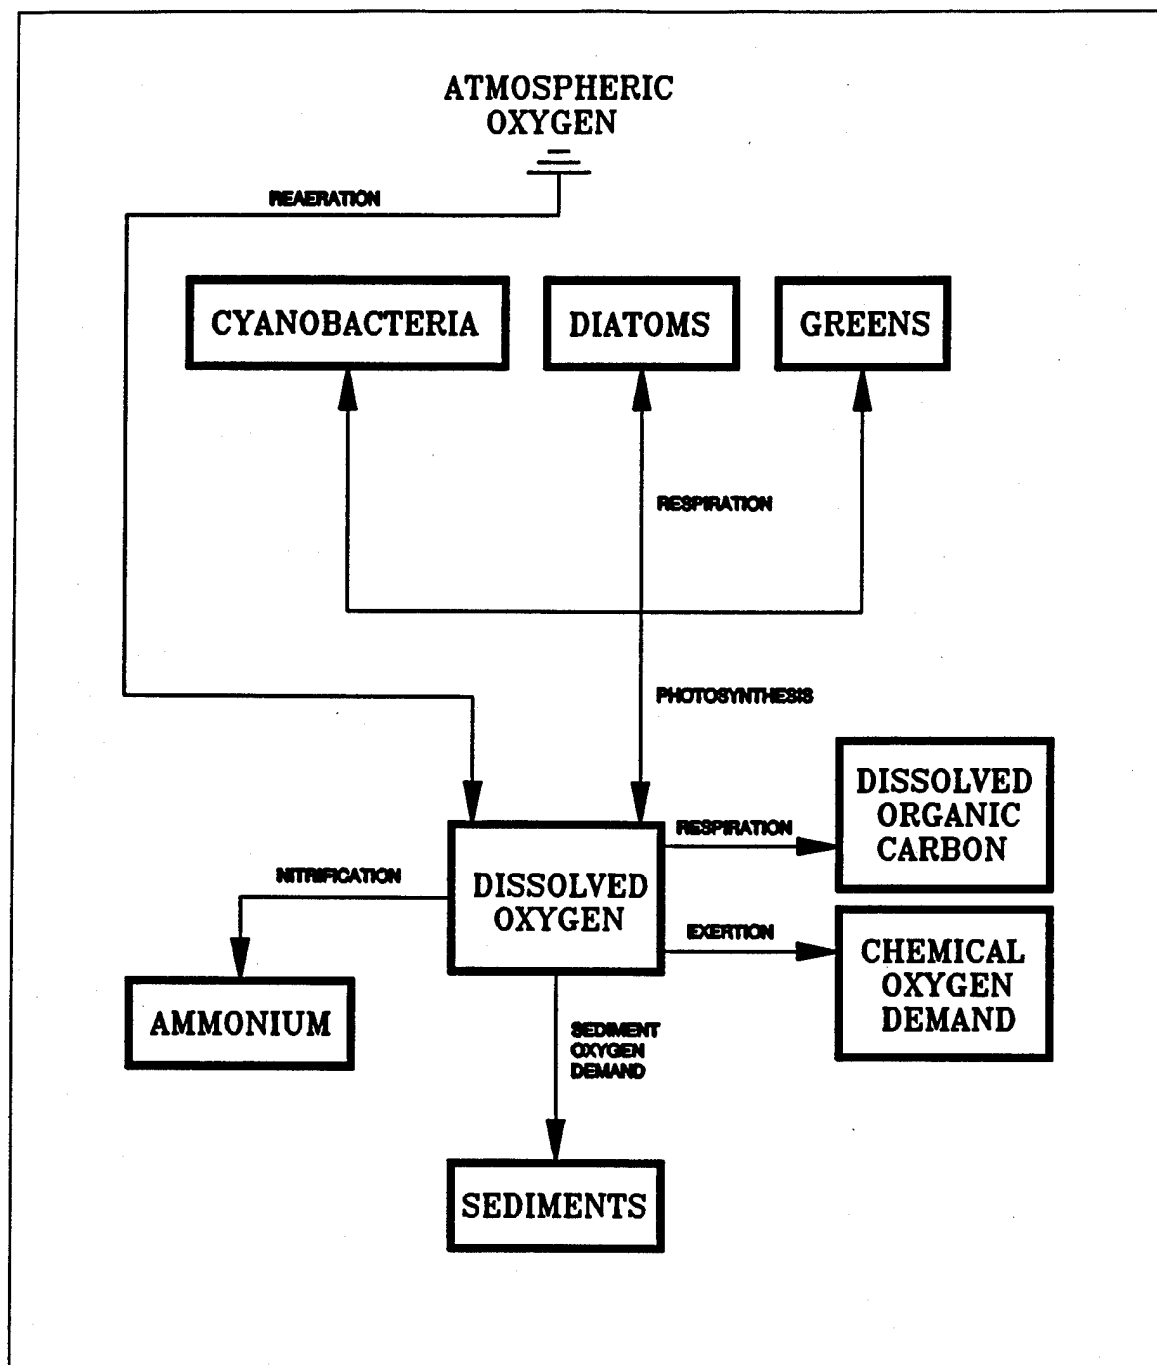 ATMOSPHERIC
OXYGEN
REAERATION
CYANOBACTERIA
DIATOMS
GREENS
RESPIRATION
PHOTOSYNTHESIS
DISSOLVED
ORGANIC
CARBON
RESPIRATION
NITRIFICATION
DISSOLVED
OXYGEN
EXERTION
CHEMICAL
OXYGEN
DEMAND
AMMONIUM
SEDIMENT
OXYGEN
DEMAND
SEDIMENTS